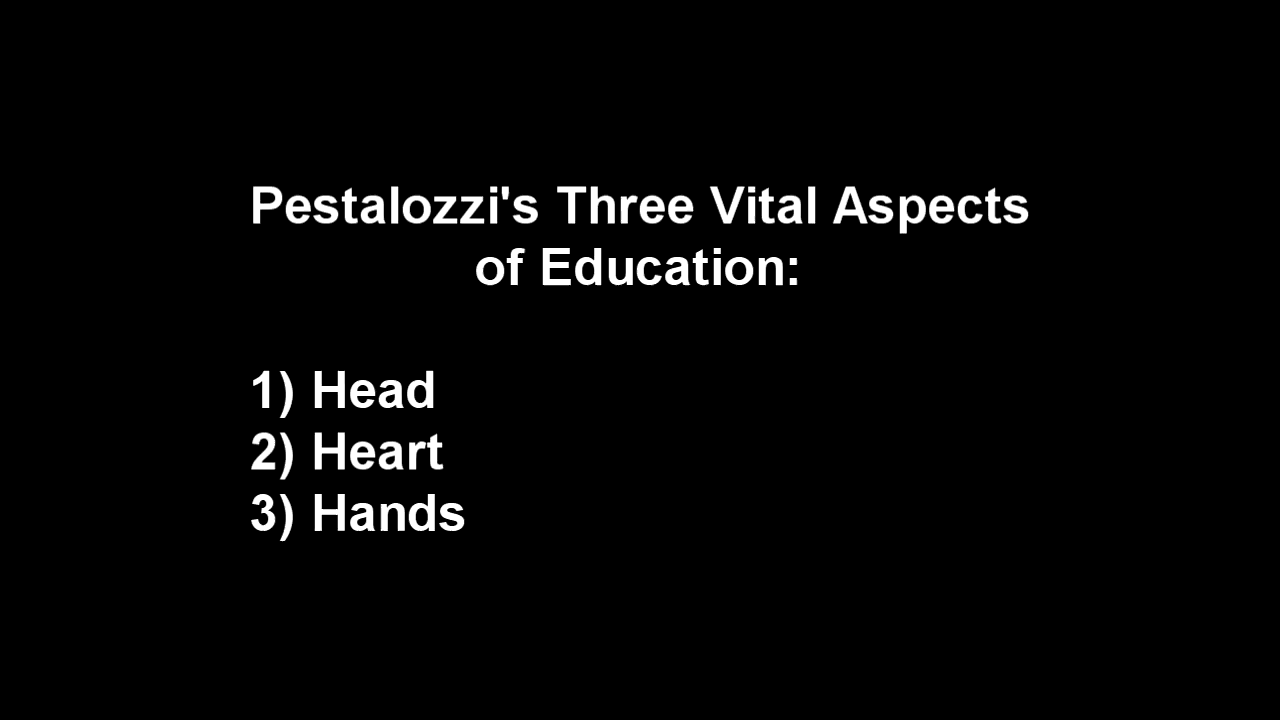 Pestalozzi's Three Vital Aspects
of Education:
1) Head
2) Heart
3) Hands